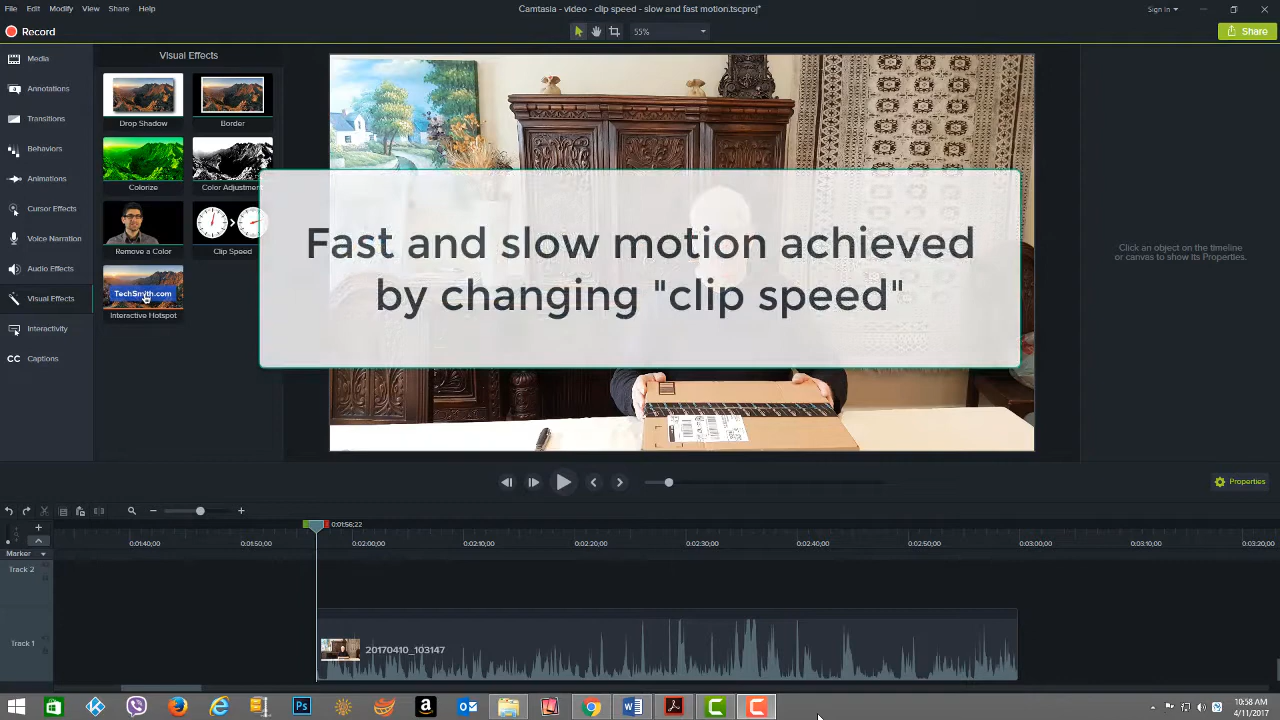 File Edit Modify View Share Help
Camtasia - video - clip speed - slow and fast motion.tscproj*
Sign in
Record
55%
Share
Media
Annotations
Transitions
Behaviors
Animations
Cursor Effects
Voice Narration
Audio Effects
Visual Effects
Interactivity
CC Captions
Visual Effects
Drop Shadow
Border
Colorize
Color Adjustment
Remove a Color
Clip Speed
TechSmith.com
Interactive Hotspot
Fast and slow motion achieved
by changing "clip speed"
Click an object on the timeline
or canvas to show its Properties.
Properties
0:01:56;22
0:01:40;00 0:01:50;00 0:02:00;00 0:02:10;00 0:02:20;00 0:02:30;00 0:02:40;00 0:02:50;00 0:03:00;00 0:03:10;00 0:03:20;00
Marker
Track 2
Track 1
20170410_103147
Ps
10:58 AM
4/11/2017